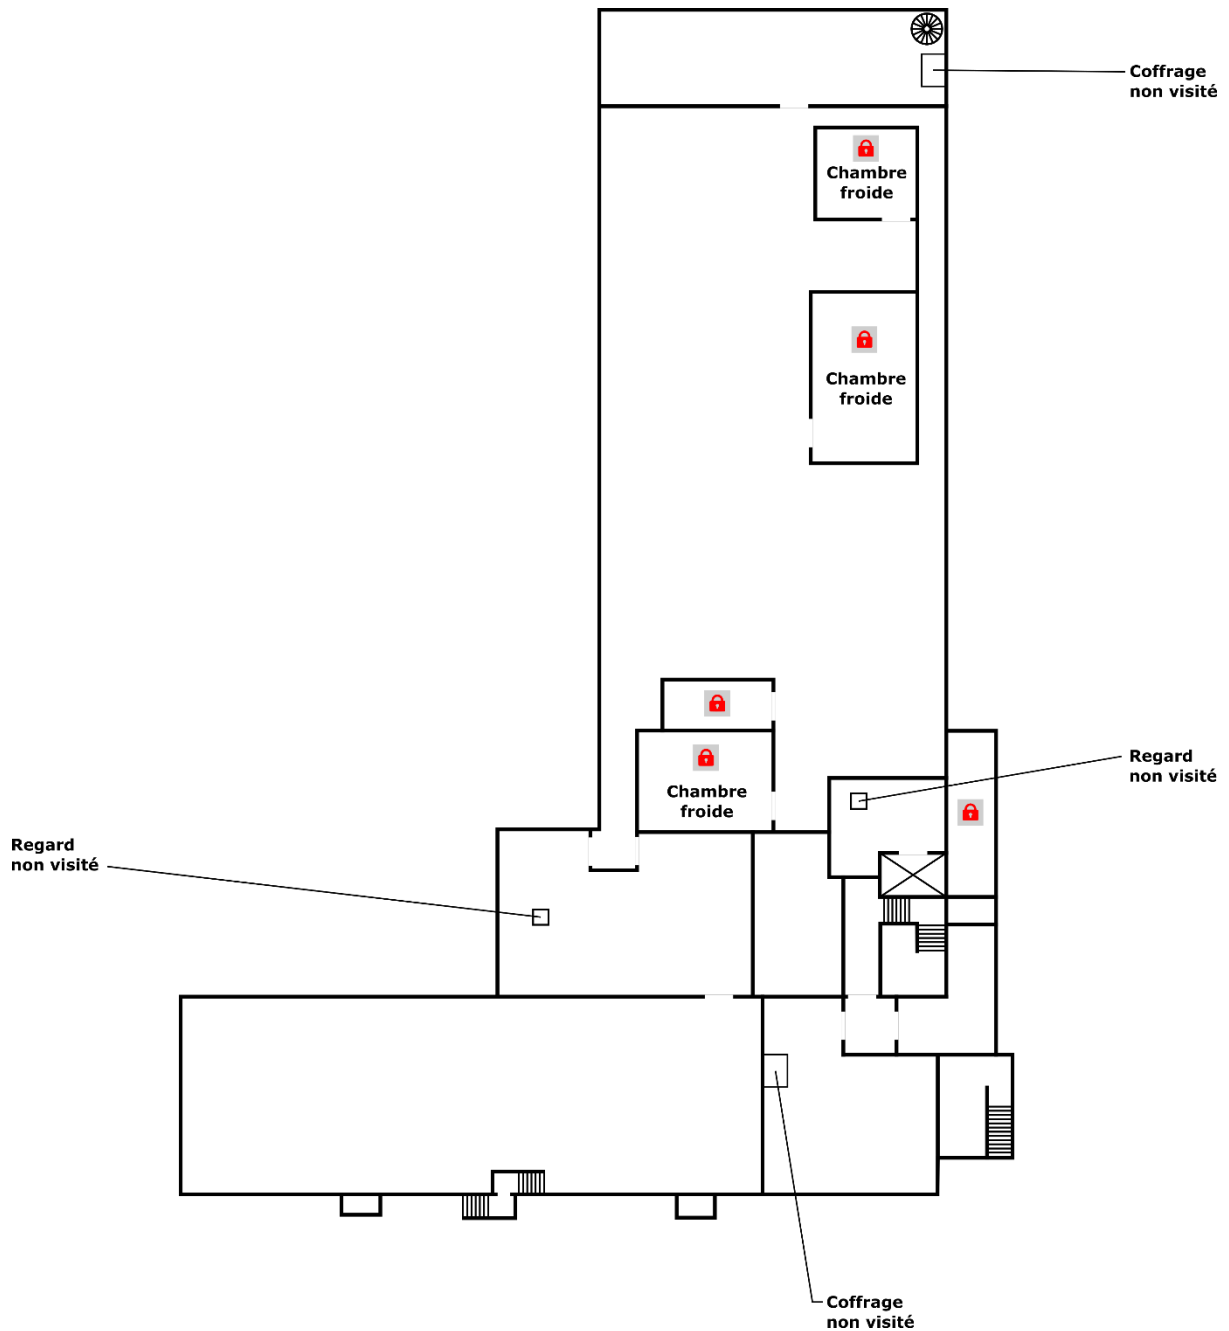 Coffrage
non visité
Chambre
froide
Chambre
froide
Regard
non visité
Chambre
froide
Regard
non visité
Coffrage
non visité